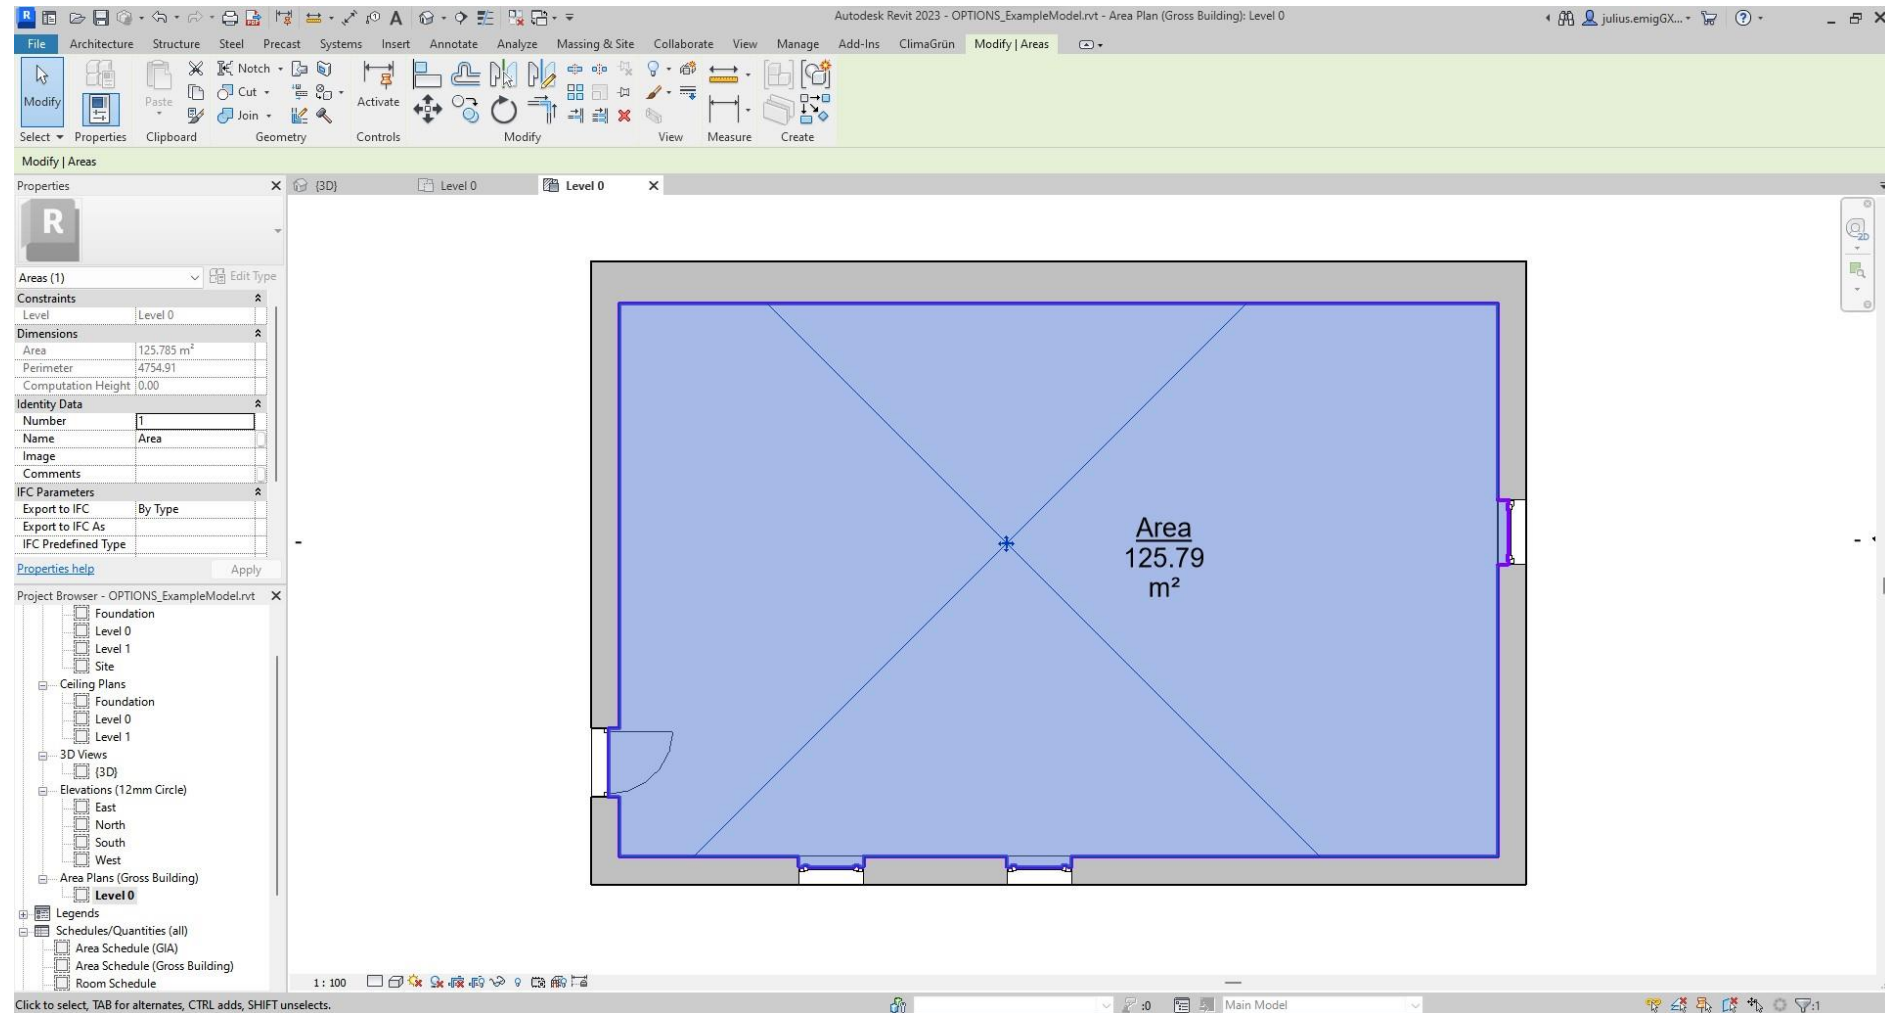 Autodesk Revit 2023 - OPTIONS_ExampleModel.rvt - Area Plan (Gross Building): Level 0
julius.emigGX...
File Architecture Structure Steel Precast Systems Insert Annotate Analyze Massing & Site Collaborate View Manage Add-Ins ClimaGrün Modify | Areas
Notch
Cut
Join
Modify
Paste
Activate
Select Properties Clipboard Geometry Controls Modify View Measure Create
Modify | Areas
Properties
{3D} Level 0 Level 0
R
Areas (1) Edit Type
Constraints
Level Level 0
Dimensions
Area 125.785 m²
Perimeter 4754.91
Computation Height 0.00
Identity Data
Number 1
Name Area
Image
Comments
IFC Parameters
Export to IFC By Type
Export to IFC As
IFC Predefined Type
Properties help Apply
Project Browser - OPTIONS_ExampleModel.rvt
Foundation
Level 0
Level 1
Site
Ceiling Plans
Foundation
Level 0
Level 1
3D Views
{3D}
Elevations (12mm Circle)
East
North
South
West
Area Plans (Gross Building)
Level 0
Legends
Schedules/Quantities (all)
Area Schedule (GIA)
Area Schedule (Gross Building)
Room Schedule
Area
125.79
m²
2D
1 : 100
Click to select, TAB for alternates, CTRL adds, SHIFT unselects.
:0
Main Model
:1